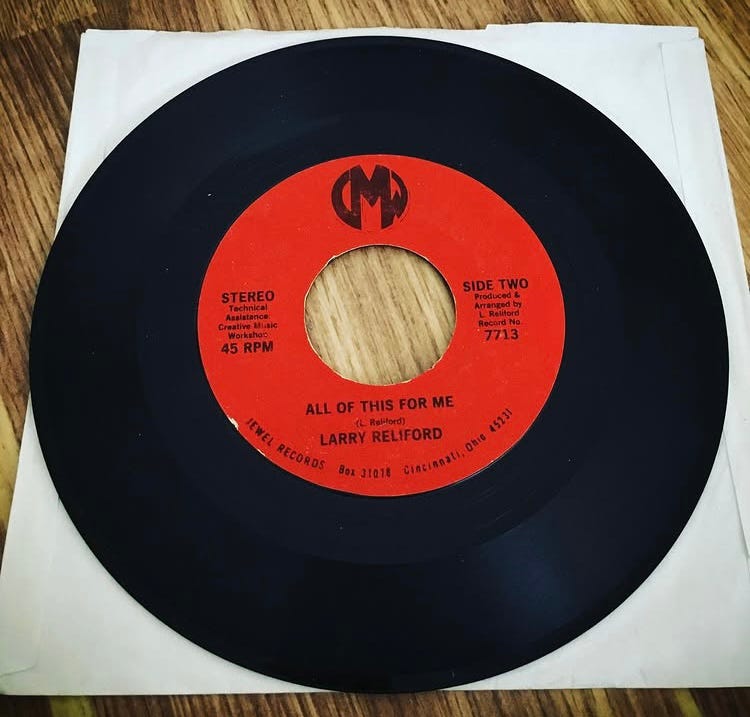 CMW
STEREO
Technical
Assistance:
Creative Music
Workshop
45 RPM
SIDE TWO
Produced &
Arranged by
L. Reliford
Record No.
7713
ALL OF THIS FOR ME
(L. Reliford)
LARRY RELIFORD
JEWEL RECORDS Box 31078 Cincinnati, Ohio 45231